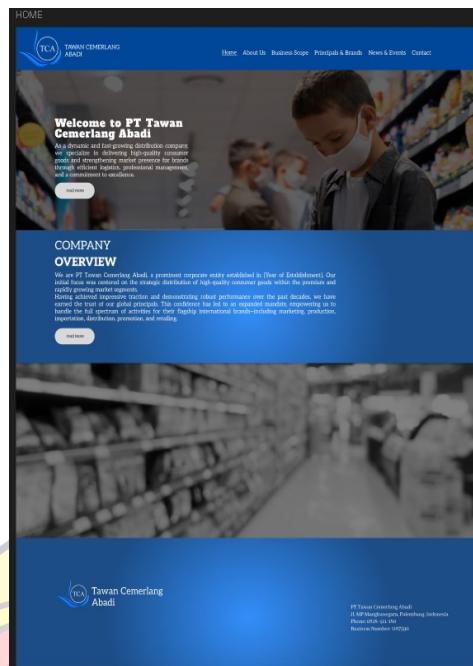 HOME
TCA
TAWAN CEMERLANG
ABADI
Home About Us Business Scope Principals & Brands News & Events Contact
Welcome to PT Tawan
Cemerlang Abadi
As a dynamic and fast-growing distribution company,
we specialize in delivering high-quality consumer
goods and strengthening market presence for brands
through efficient logistics, professional management,
and a commitment to excellence.
read more
COMPANY
OVERVIEW
We are PT Tawan Cemerlang Abadi, a prominent corporate entity established in [Year of Establishment]. Our
initial focus was centered on the strategic distribution of high-quality consumer goods within the premium and
rapidly growing market segments.
Having achieved impressive traction and demonstrating robust performance over the past decades, we have
earned the trust of our global principals. This confidence has led to an expanded mandate, empowering us to
handle the full spectrum of activities for their flagship international brands—including marketing, production,
importation, distribution, promotion, and retailing.
read more
TCA
Tawan Cemerlang
Abadi
PT Tawan Cemerlang Abadi
Palembang, Indonesia
Phone:
Business Number: